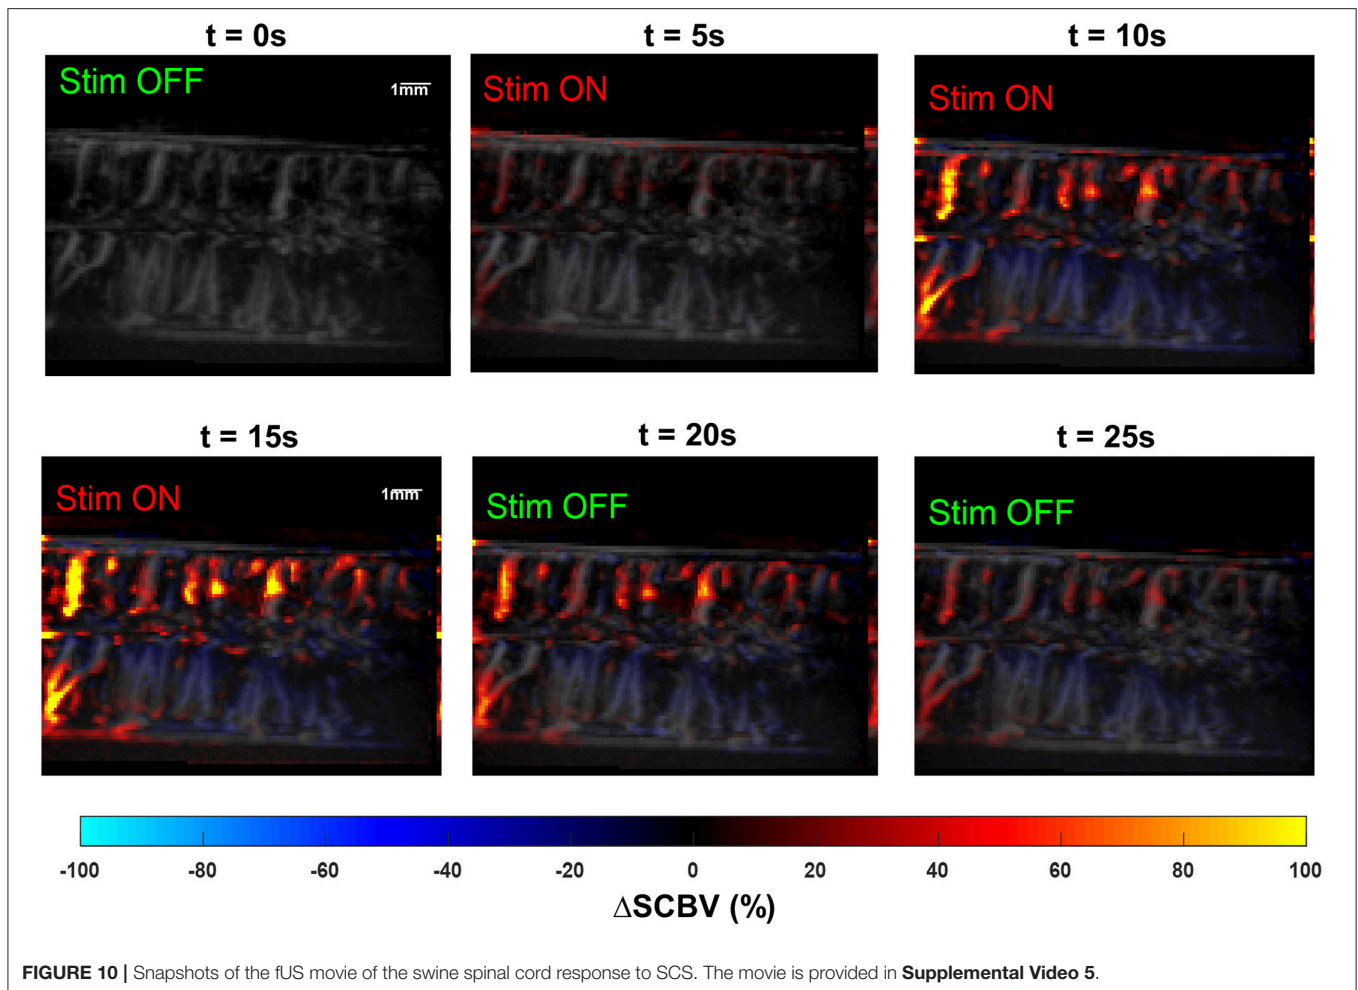 t = 0s
t = 5s
t = 10s
Stim OFF
1mm
Stim ON
Stim ON
t = 15s
t = 20s
t = 25s
Stim ON
1mm
Stim OFF
Stim OFF
-100 -80 -60 -40 -20 0 20 40 60 80 100
ΔSCBV (%)
FIGURE 10 | Snapshots of the fUS movie of the swine spinal cord response to SCS. The movie is provided in Supplemental Video 5.